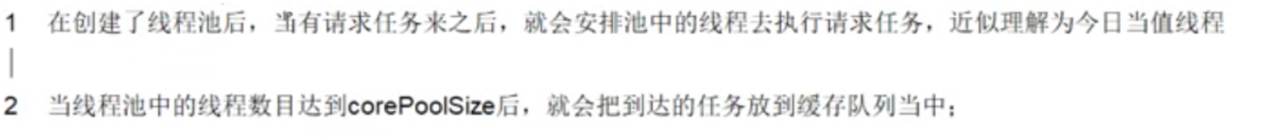 1 在创建了线程池后，当有请求任务来之后，就会安排池中的线程去执行请求任务，近似理解为今日当值线程
2 当线程池中的线程数目达到corePoolSize后，就会把到达的任务放到缓存队列当中；